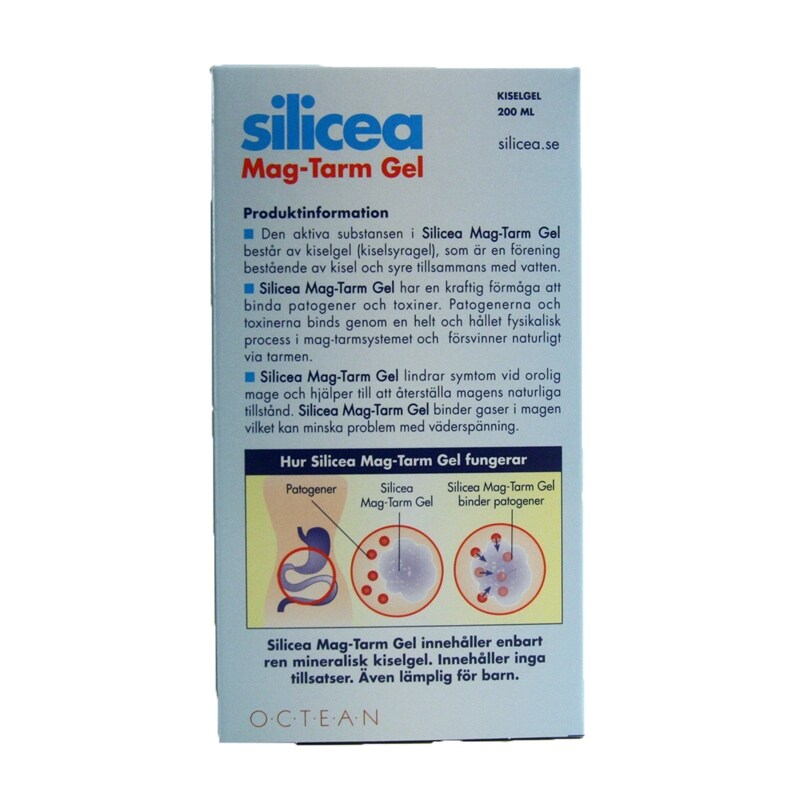 silicea
Mag-Tarm Gel
KISELGEL
200 ML
silicea.se
Produktinformation
Den aktiva substansen i Silicea Mag-Tarm Gel
består av kiselgel (kiselsyragel), som är en förening
bestående av kisel och syre tillsammans med vatten.
Silicea Mag-Tarm Gel har en kraftig förmåga att
binda patogener och toxiner. Patogenerna och
toxinerna binds genom en helt och hållet fysikalisk
process i mag-tarmsystemet och försvinner naturligt
via tarmen.
Silicea Mag-Tarm Gel lindrar symtom vid orolig
mage och hjälper till att återställa magens naturliga
tillstånd. Silicea Mag-Tarm Gel binder gaser i magen
vilket kan minska problem med väderspänning.
Hur Silicea Mag-Tarm Gel fungerar
Patogener
Silicea
Mag-Tarm Gel
Silicea Mag-Tarm Gel
binder patogener
Silicea Mag-Tarm Gel innehåller enbart
ren mineralisk kiselgel. Innehåller inga
tillsatser. Även lämplig för barn.
O·C·T·E·A·N